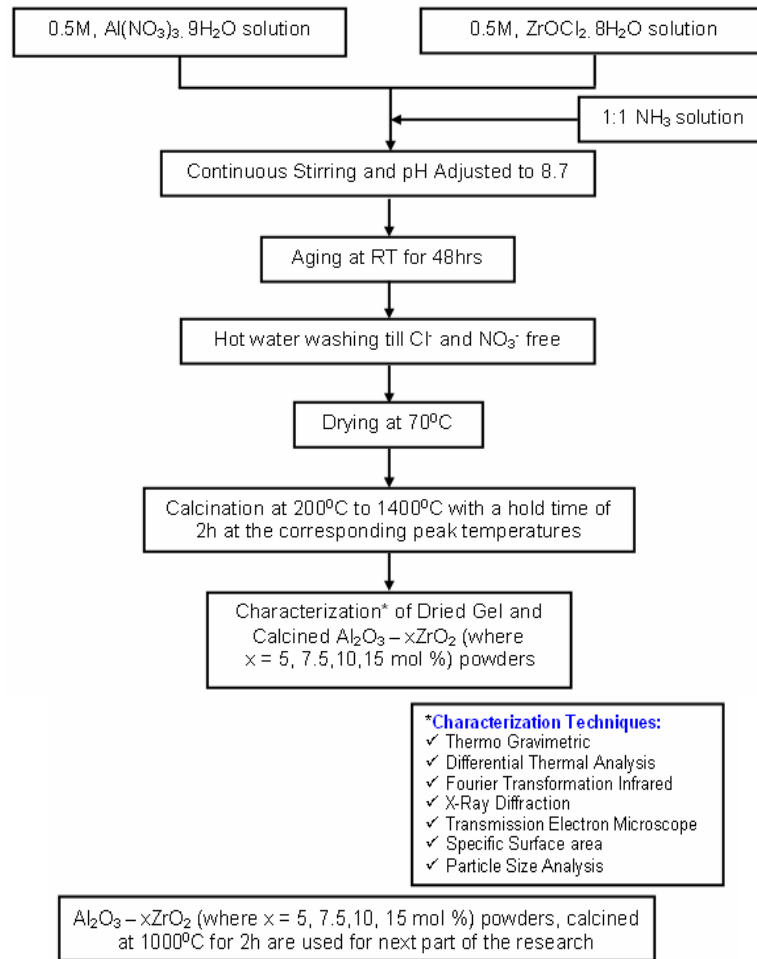 0.5M, Al(NO₃)₃. 9H₂O solution
0.5M, ZrOCl₂. 8H₂O solution
1:1 NH₃ solution
Continuous Stirring and pH Adjusted to 8.7
Aging at RT for 48hrs
Hot water washing till Cl⁻ and NO₃⁻ free
Drying at 70⁰C
Calcination at 200⁰C to 1400⁰C with a hold time of
2h at the corresponding peak temperatures
Characterization* of Dried Gel and
Calcined Al₂O₃ – xZrO₂ (where
x = 5, 7.5,10,15 mol %) powders
*Characterization Techniques:
✓ Thermo Gravimetric
✓ Differential Thermal Analysis
✓ Fourier Transformation Infrared
✓ X-Ray Diffraction
✓ Transmission Electron Microscope
✓ Specific Surface area
✓ Particle Size Analysis
Al₂O₃ – xZrO₂ (where x = 5, 7.5,10, 15 mol %) powders, calcined
at 1000⁰C for 2h are used for next part of the research